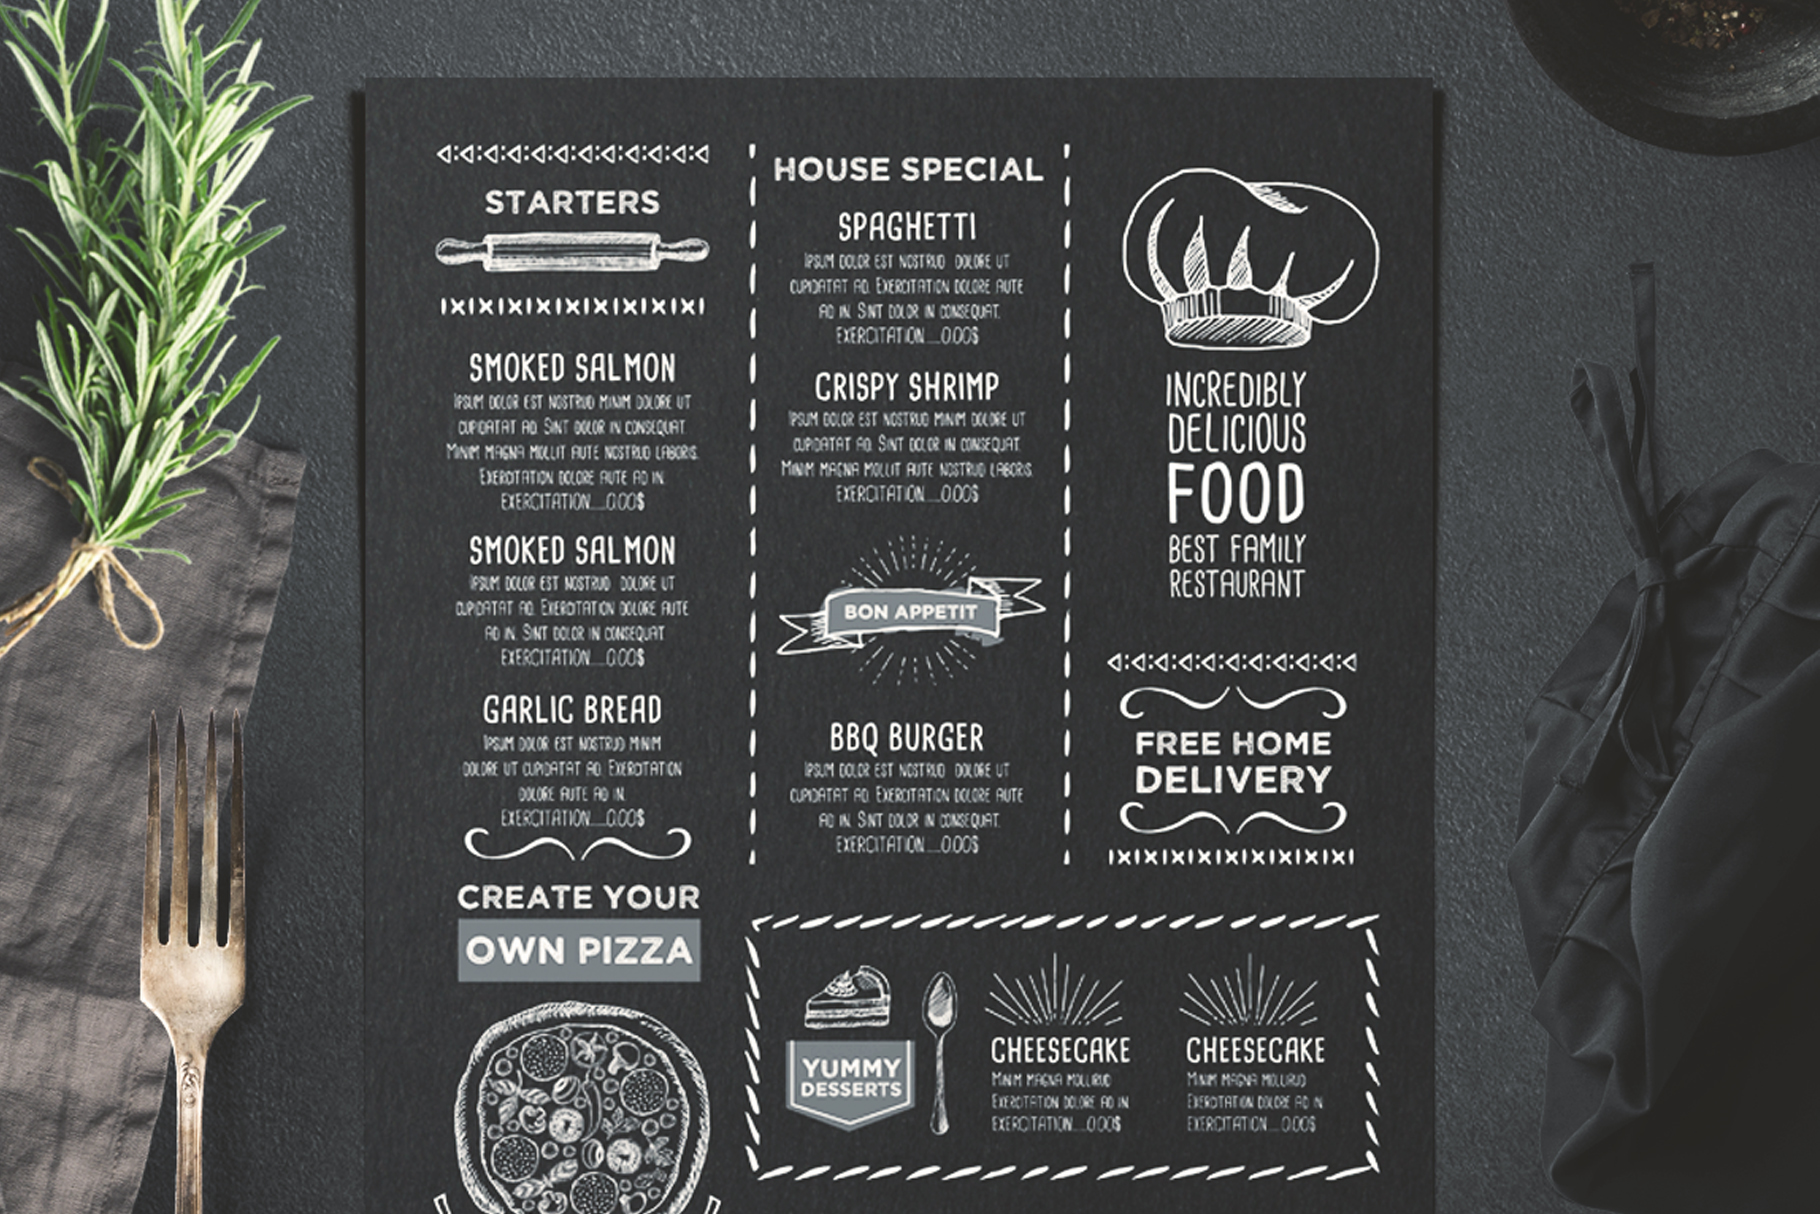 STARTERS
SMOKED SALMON
IPSUM DOLOR EST NOSTRUD MINIM DOLORE UT
CUPIDATAT AD. SINT DOLOR IN CONSEQUAT
MINIM MAGNA MOLLIT AUTE NOSTRUD LABORIS.
EXERCITATION DOLORE AUTE AD IN.
EXERCITATION.....0.00$
SMOKED SALMON
IPSUM DOLOR EST NOSTRUD DOLORE UT
CUPIDATAT AD. EXERCITATION DOLORE AUTE
AD IN. SINT DOLOR IN CONSEQUAT
EXERCITATION.....0.00$
GARLIC BREAD
IPSUM DOLOR EST NOSTRUD MINIM
DOLORE UT CUPIDATAT AD. EXERCITATION
DOLORE AUTE AD IN.
EXERCITATION.....0.00$
CREATE YOUR
OWN PIZZA
HOUSE SPECIAL
SPAGHETTI
IPSUM DOLOR EST NOSTRUD DOLORE UT
CUPIDATAT AD. EXERCITATION DOLORE AUTE
AD IN. SINT DOLOR IN CONSEQUAT.
EXERCITATION.....0.00$
CRISPY SHRIMP
IPSUM DOLOR EST NOSTRUD MINIM DOLORE UT
CUPIDATAT AD. SINT DOLOR IN CONSEQUAT.
MINIM MAGNA MOLLIT AUTE NOSTRUD LABORIS.
EXERCITATION.....0.00$
BON APPETIT
BBQ BURGER
IPSUM DOLOR EST NOSTRUD DOLORE UT
CUPIDATAT AD. EXERCITATION DOLORE AUTE
AD IN. SINT DOLOR IN CONSEQUAT.
EXERCITATION.....0.00$
INCREDIBLY
DELICIOUS
FOOD
BEST FAMILY
RESTAURANT
FREE HOME
DELIVERY
YUMMY
DESSERTS
CHEESECAKE
MINIM MAGNA MOLLIRUD
EXERCITATION DOLORE AD IN
EXERCITATION.....0.00$
CHEESECAKE
MINIM MAGNA MOLLIRUD
EXERCITATION DOLORE AD IN
EXERCITATION.....0.00$